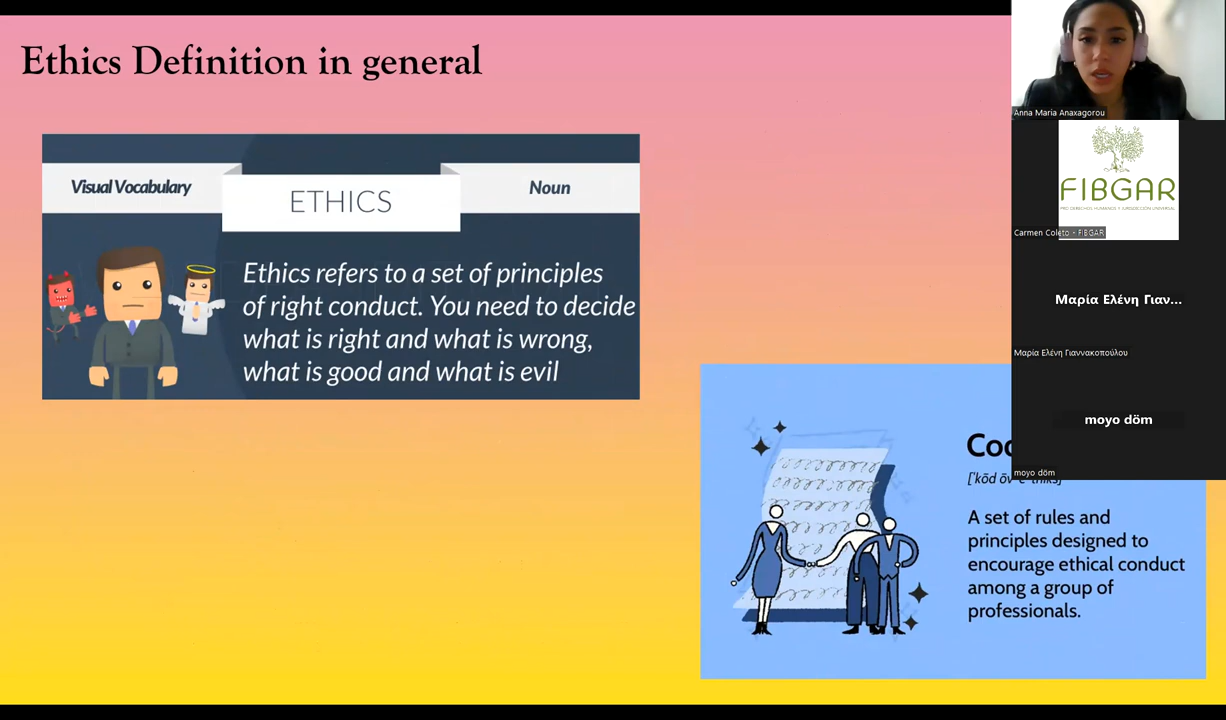 Ethics Definition in general
Visual Vocabulary
ETHICS
Noun
Ethics refers to a set of principles
of right conduct. You need to decide
what is right and what is wrong,
what is good and what is evil
A set of rules and
principles designed to
encourage ethical conduct
among a group of
professionals.
Anna Maria Anaxagorou
FIBGAR
PRO DERECHOS HUMANOS Y JURISDICCIÓN UNIVERSAL
Carmen Coleto - FIBGAR
Μαρία Ελένη Γιαν...
Μαρία Ελένη Γιαννακοπούλου
moyo döm
moyo döm